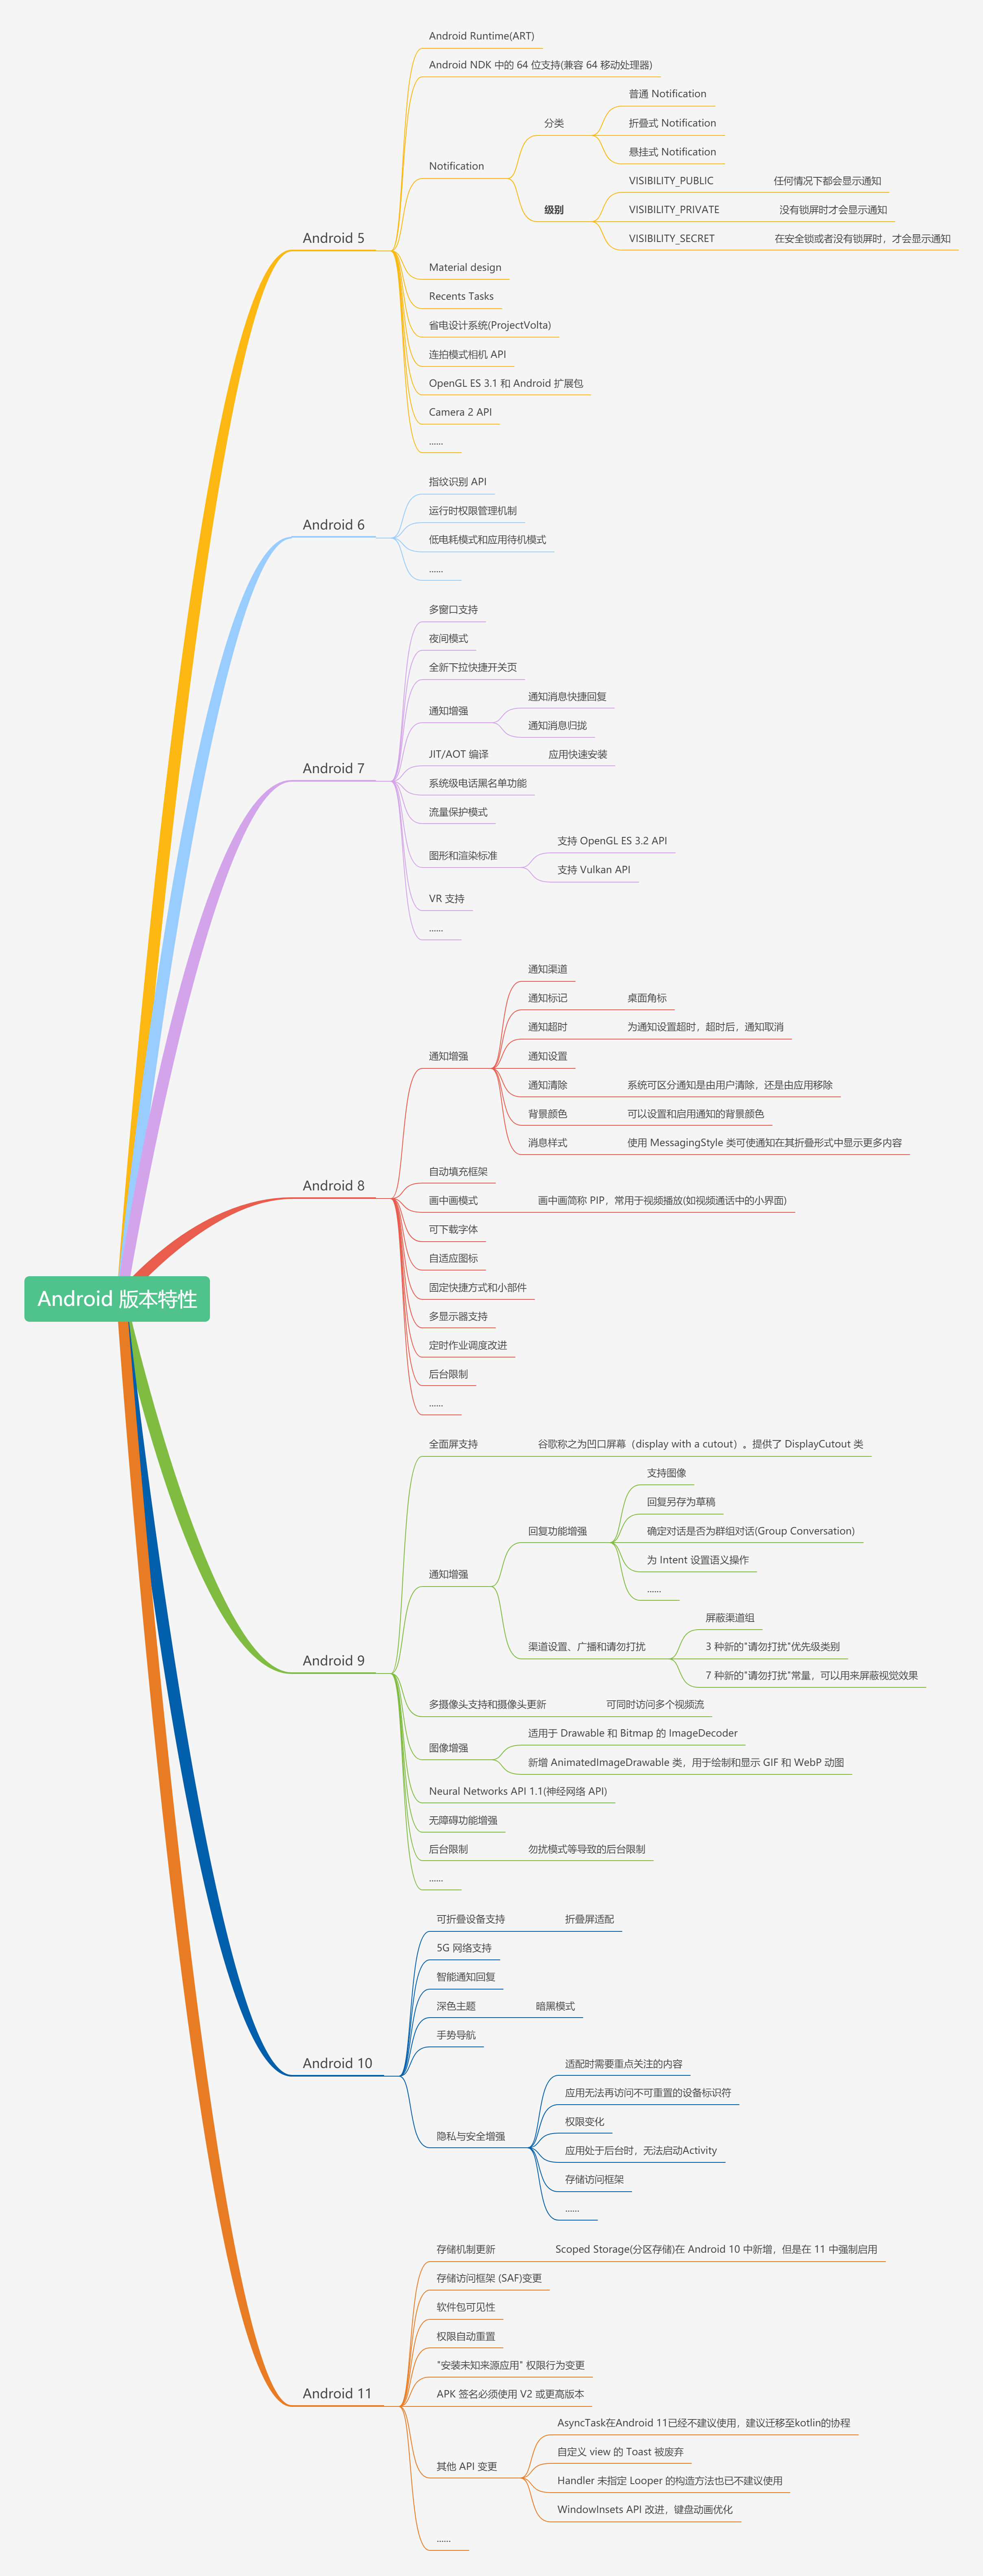 Android 版本特性
Android 5
Android Runtime(ART)
Android NDK 中的 64 位支持(兼容 64 移动处理器)
Notification
分类
普通 Notification
折叠式 Notification
悬挂式 Notification
级别
VISIBILITY_PUBLIC
任何情况下都会显示通知
VISIBILITY_PRIVATE
没有锁屏时才会显示通知
VISIBILITY_SECRET
在安全锁或者没有锁屏时，才会显示通知
Material design
Recents Tasks
省电设计系统(ProjectVolta)
连拍模式相机 API
OpenGL ES 3.1 和 Android 扩展包
Camera 2 API
......
Android 6
指纹识别 API
运行时权限管理机制
低电耗模式和应用待机模式
......
Android 7
多窗口支持
夜间模式
全新下拉快捷开关页
通知增强
通知消息快捷回复
通知消息归拢
JIT/AOT 编译
应用快速安装
系统级电话黑名单功能
流量保护模式
图形和渲染标准
支持 OpenGL ES 3.2 API
支持 Vulkan API
VR 支持
......
Android 8
通知增强
通知渠道
通知标记
桌面角标
通知超时
为通知设置超时，超时后，通知取消
通知设置
通知清除
系统可区分通知是由用户清除，还是由应用移除
背景颜色
可以设置和启用通知的背景颜色
消息样式
使用 MessagingStyle 类可使通知在其折叠形式中显示更多内容
自动填充框架
画中画模式
画中画简称 PIP，常用于视频播放(如视频通话中的小界面)
可下载字体
自适应图标
固定快捷方式和小部件
多显示器支持
定时作业调度改进
后台限制
......
Android 9
全面屏支持
谷歌称之为凹口屏幕（display with a cutout）。提供了 DisplayCutout 类
通知增强
回复功能增强
支持图像
回复另存为草稿
确定对话是否为群组对话(Group Conversation)
为 Intent 设置语义操作
......
渠道设置、广播和请勿打扰
屏蔽渠道组
3 种新的"请勿打扰"优先级类别
7 种新的"请勿打扰"常量，可以用来屏蔽视觉效果
多摄像头支持和摄像头更新
可同时访问多个视频流
图像增强
适用于 Drawable 和 Bitmap 的 ImageDecoder
新增 AnimatedImageDrawable 类，用于绘制和显示 GIF 和 WebP 动图
Neural Networks API 1.1(神经网络 API)
无障碍功能增强
后台限制
勿扰模式等导致的后台限制
......
Android 10
可折叠设备支持
折叠屏适配
5G 网络支持
智能通知回复
深色主题
暗黑模式
手势导航
隐私与安全增强
适配时需要重点关注的内容
应用无法再访问不可重置的设备标识符
权限变化
应用处于后台时，无法启动Activity
存储访问框架
......
Android 11
存储机制更新
Scoped Storage(分区存储)在 Android 10 中新增，但是在 11 中强制启用
存储访问框架 (SAF)变更
软件包可见性
权限自动重置
"安装未知来源应用" 权限行为变更
APK 签名必须使用 V2 或更高版本
其他 API 变更
AsyncTask在Android 11已经不建议使用，建议迁移至kotlin的协程
自定义 view 的 Toast 被废弃
Handler 未指定 Looper 的构造方法也已不建议使用
WindowInsets API 改进，键盘动画优化
......